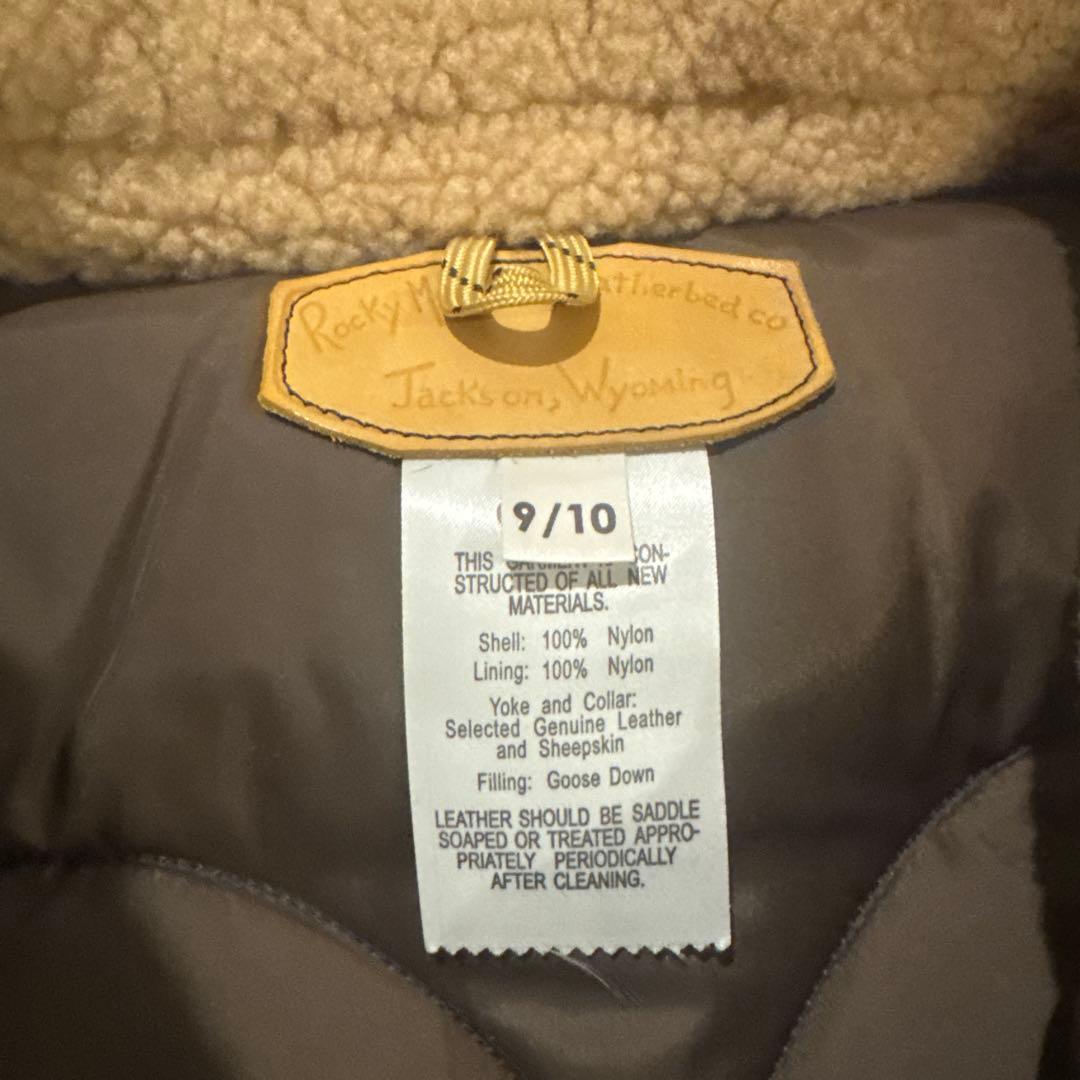 Rocky M atherbed co
Jackson, Wyoming
9/10
THIS GARMENT IS CON-
STRUCTED OF ALL NEW
MATERIALS.
Shell: 100% Nylon
Lining: 100% Nylon
Yoke and Collar:
Selected Genuine Leather
and Sheepskin
Filling: Goose Down
LEATHER SHOULD BE SADDLE
SOAPED OR TREATED APPRO-
PRIATELY PERIODICALLY
AFTER CLEANING.